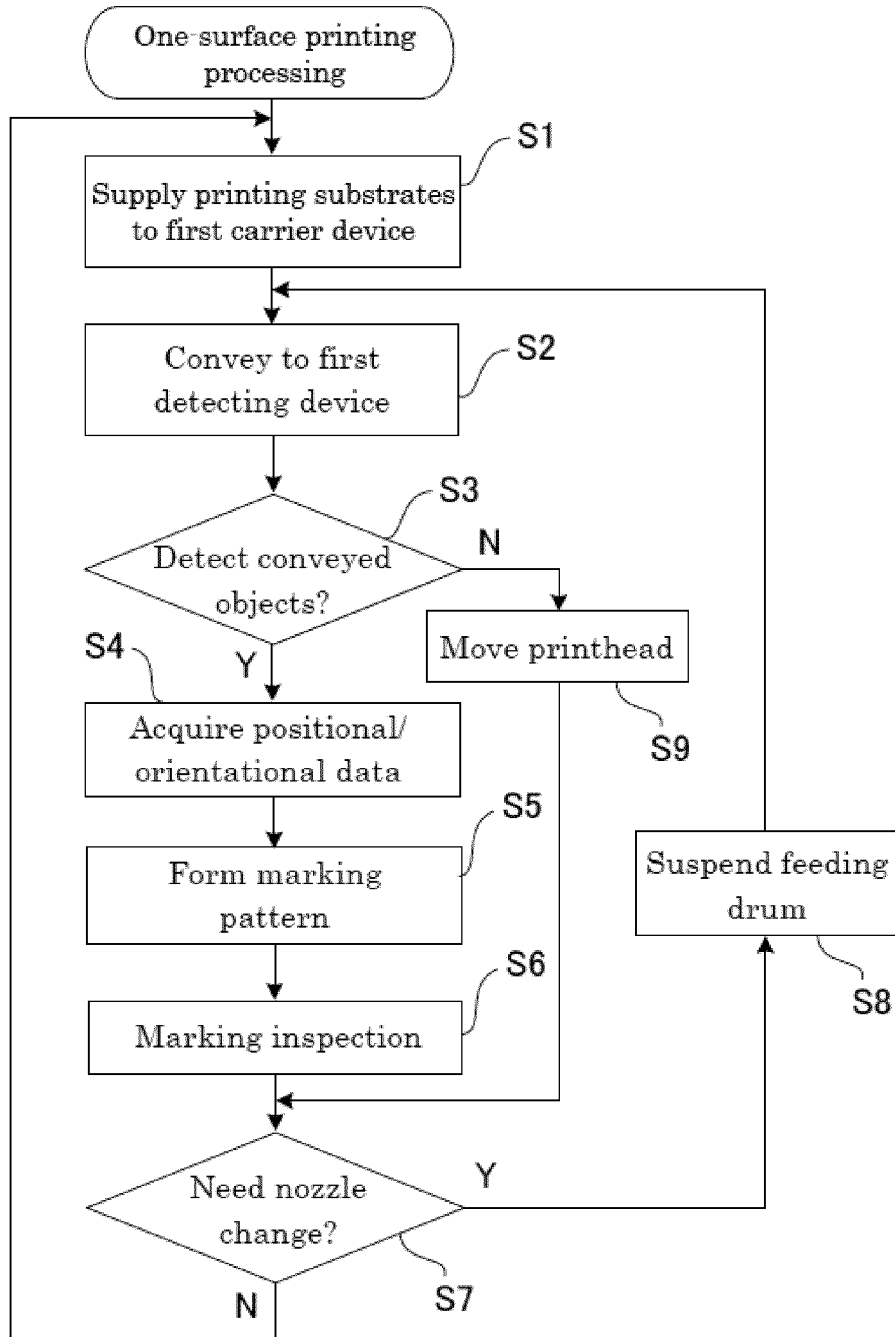 One-surface printing
processing
S1
Supply printing substrates
to first carrier device
S2
Convey to first
detecting device
S3
Detect conveyed
objects?
N
Y
Move printhead
S9
S4
Acquire positional/
orientational data
S5
Form marking
pattern
Suspend feeding
drum
S8
S6
Marking inspection
Need nozzle
change?
Y
S7
N